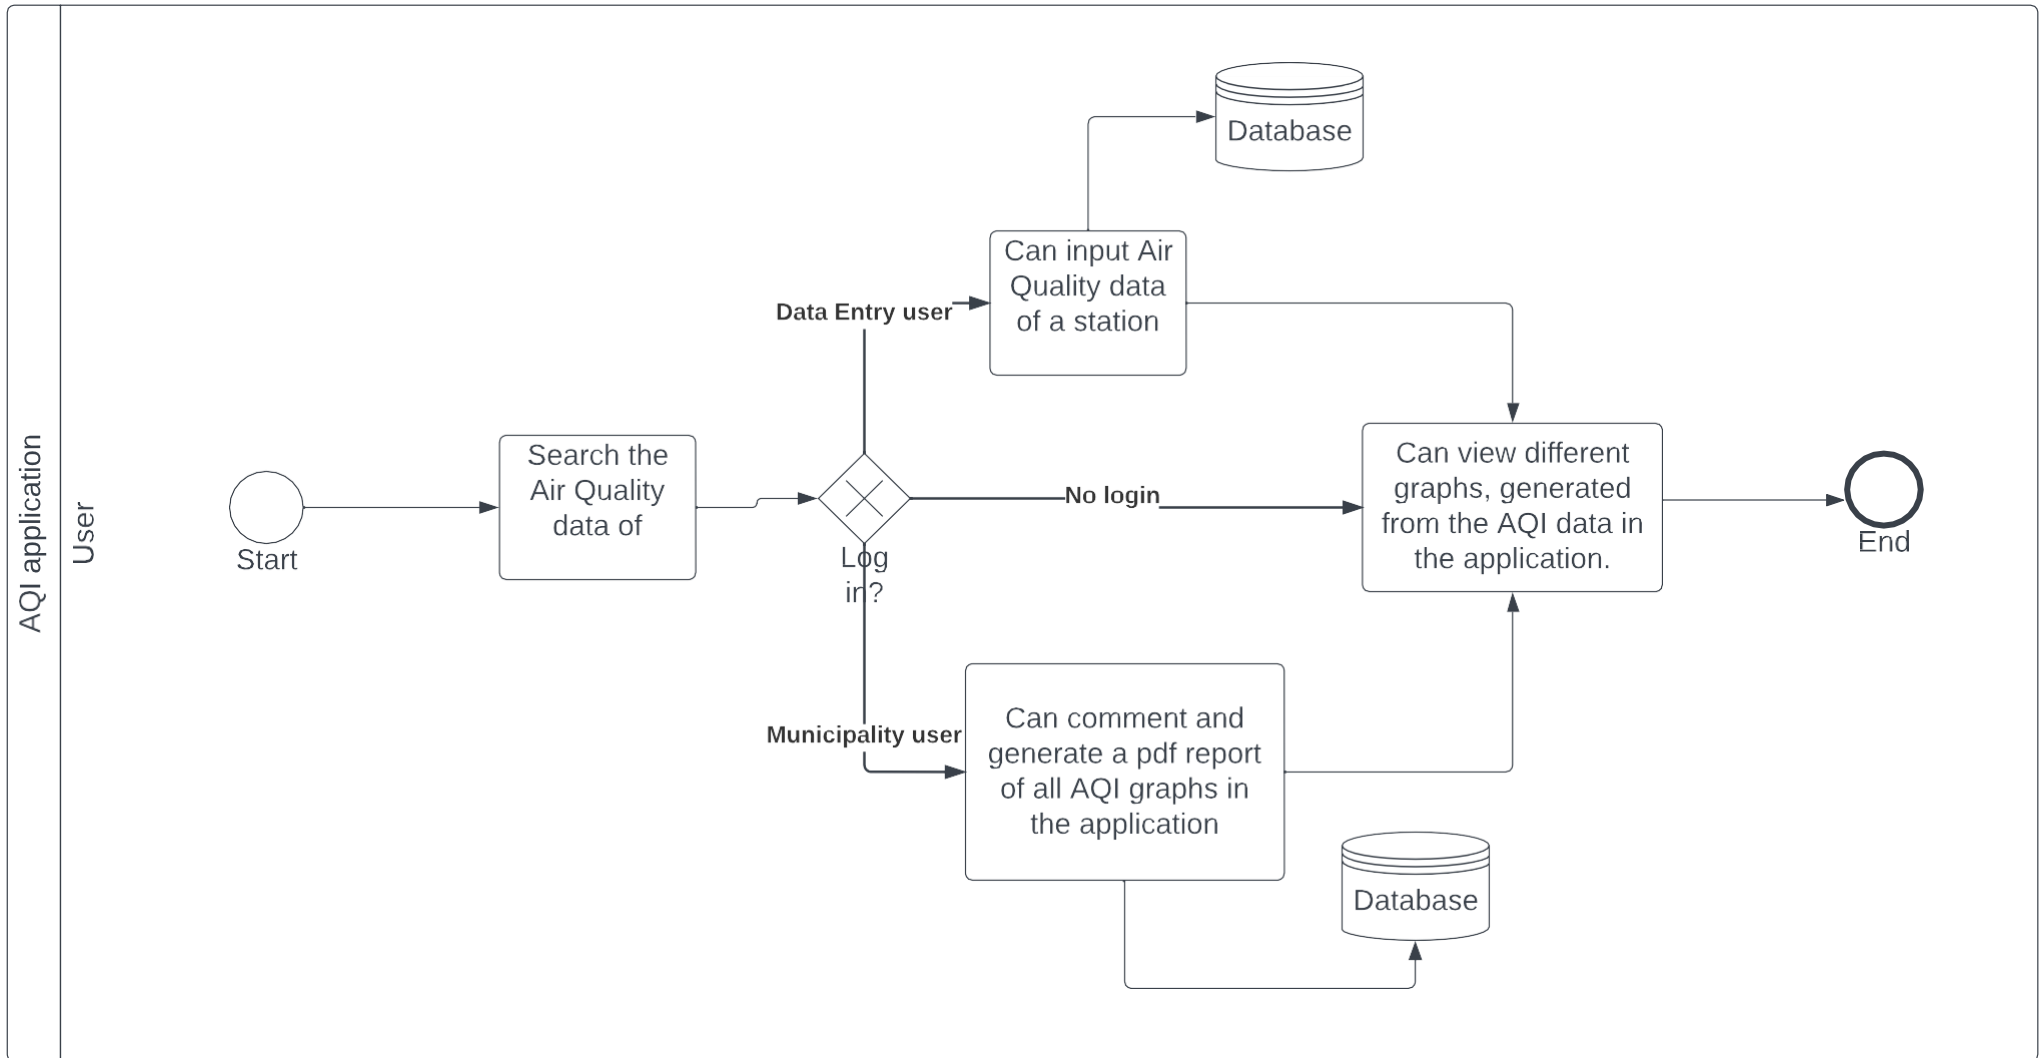 AQI application
User
Start
Search the
Air Quality
data of
Log
in?
Data Entry user
Can input Air
Quality data
of a station
Database
No login
Can view different
graphs, generated
from the AQI data in
the application.
End
Municipality user
Can comment and
generate a pdf report
of all AQI graphs in
the application
Database